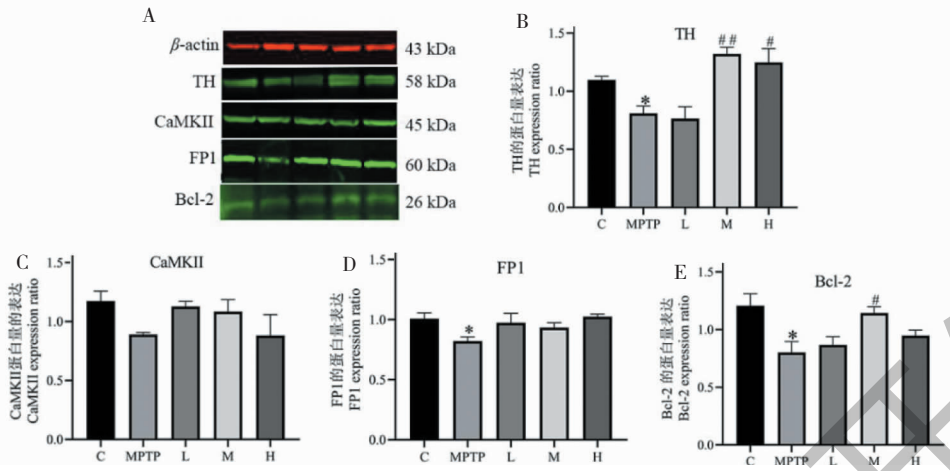 A
β-actin 43 kDa
TH 58 kDa
CaMKII 45 kDa
FP1 60 kDa
Bcl-2 26 kDa
B
TH
TH的蛋白量表达
TH expression ratio
1.5
1.0
0.5
0.0
*
##
#
C MPTP L M H
C
CaMKII
CaMKII蛋白量的表达
CaMKII expression ratio
1.5
1.0
0.5
0.0
C MPTP L M H
D
FP1
FP1的蛋白量表达
FP1 expression ratio
1.5
1.0
0.5
0.0
*
C MPTP L M H
E
Bcl-2
Bcl-2 的蛋白量表达
Bcl-2 expression ratio
1.5
1.0
0.5
0.0
*
#
C MPTP L M H